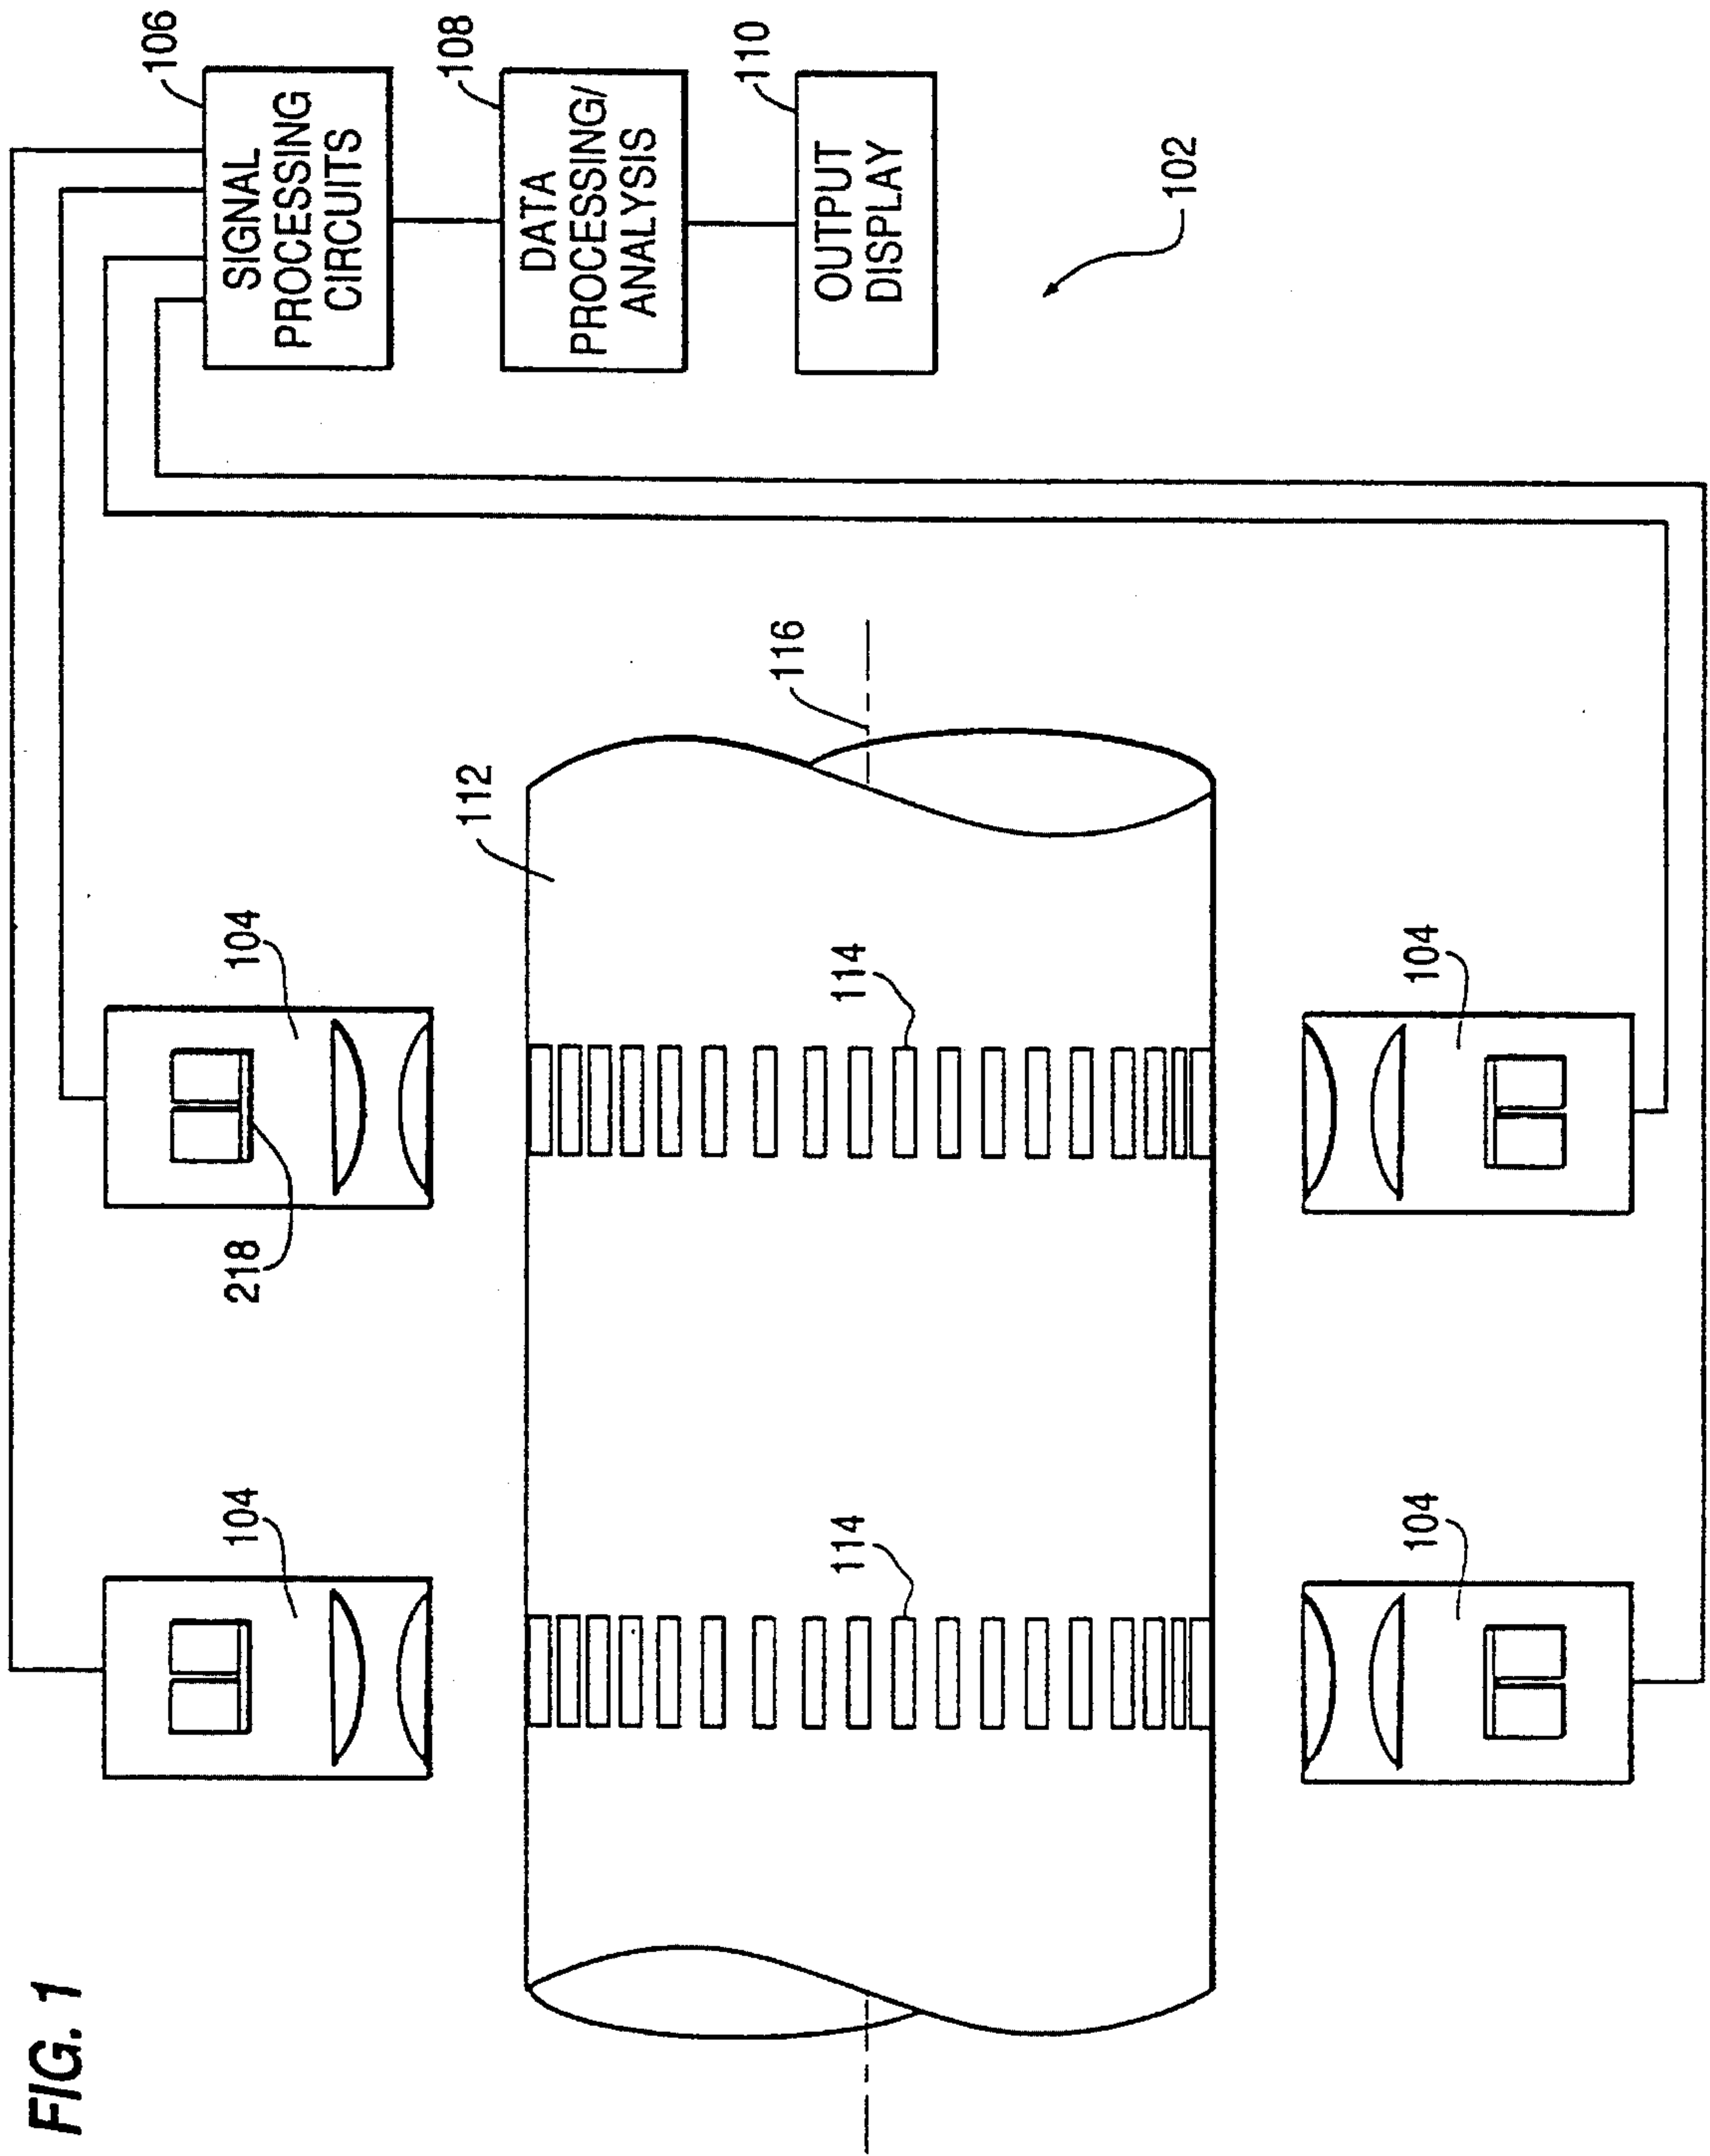 FIG. 1
106
SIGNAL
PROCESSING
CIRCUITS
108
DATA
PROCESSING/
ANALYSIS
110
OUTPUT
DISPLAY
102
104
104
218
112
116
114
114
104
104